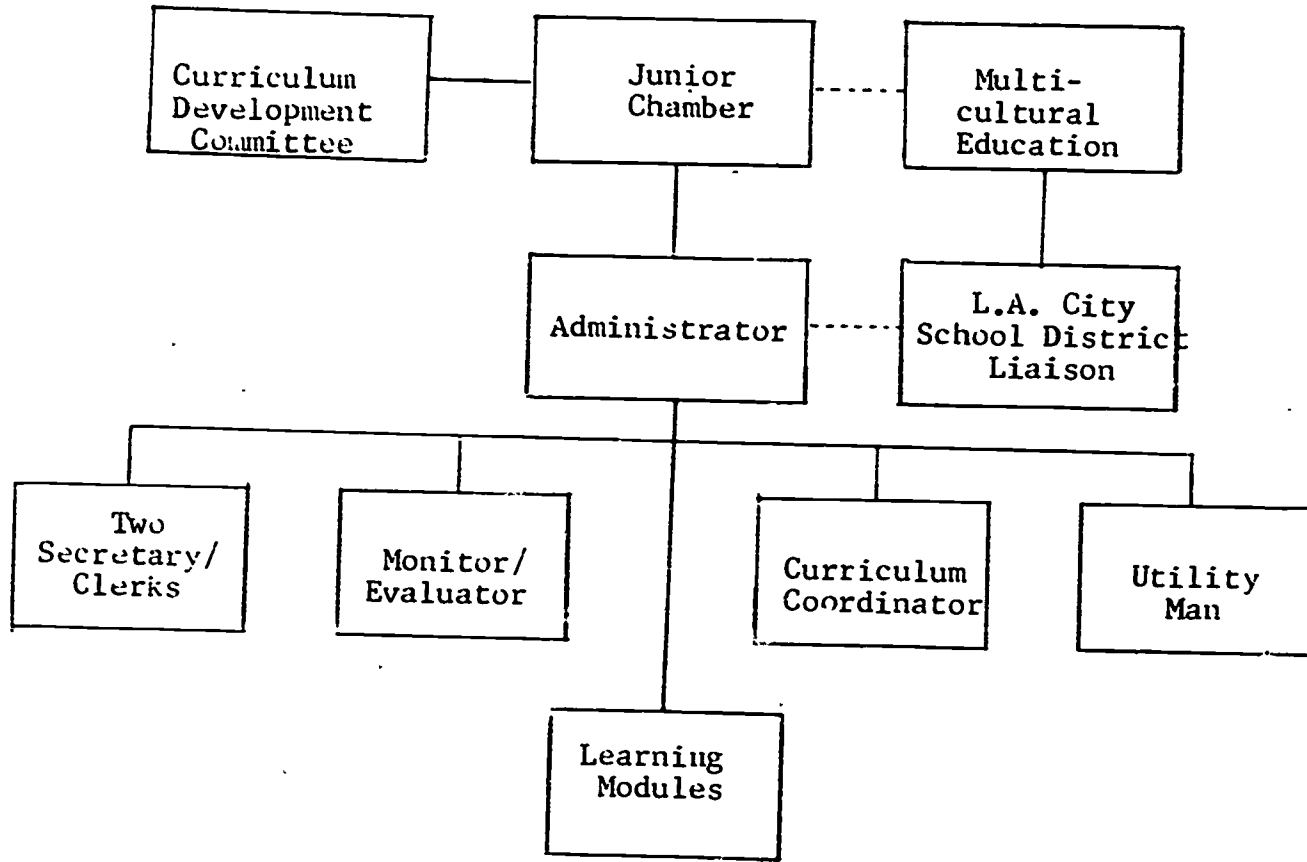 Curriculum
Development
Committee
Junior
Chamber
Multi-
cultural
Education
Administrator
L.A. City
School District
Liaison
Two
Secretary/
Clerks
Monitor/
Evaluator
Curriculum
Coordinator
Utility
Man
Learning
Modules